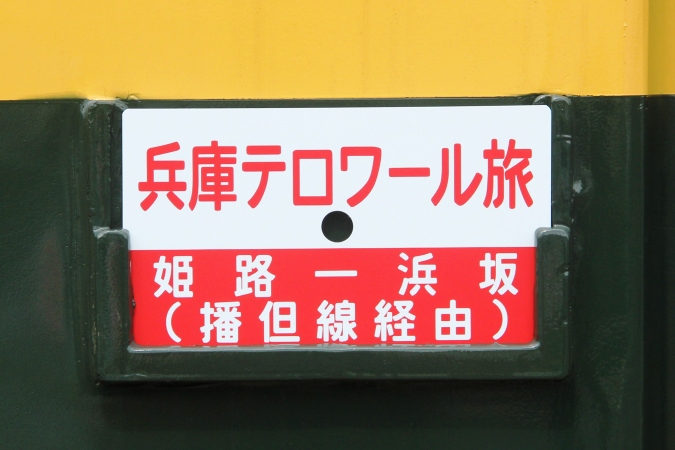 兵庫テロワール旅
姫路ー浜坂
（播但線経由）